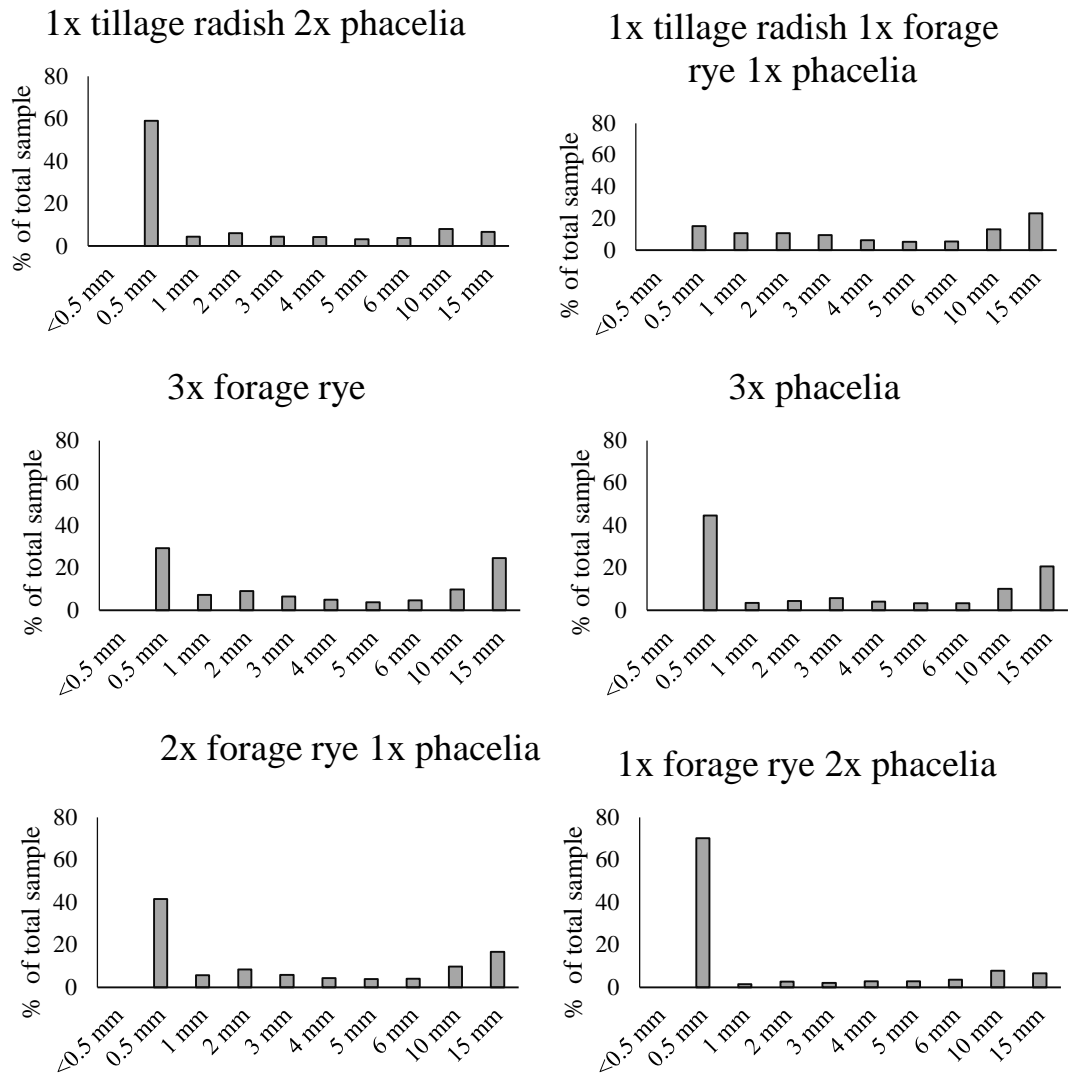 1x tillage radish 2x phacelia
% of total sample
80
60
40
20
0
<0.5 mm
0.5 mm
1 mm
2 mm
3 mm
4 mm
5 mm
6 mm
10 mm
15 mm
1x tillage radish 1x forage
rye 1x phacelia
% of total sample
80
60
40
20
0
<0.5 mm
0.5 mm
1 mm
2 mm
3 mm
4 mm
5 mm
6 mm
10 mm
15 mm
3x forage rye
% of total sample
80
60
40
20
0
<0.5 mm
0.5 mm
1 mm
2 mm
3 mm
4 mm
5 mm
6 mm
10 mm
15 mm
3x phacelia
% of total sample
80
60
40
20
0
<0.5 mm
0.5 mm
1 mm
2 mm
3 mm
4 mm
5 mm
6 mm
10 mm
15 mm
2x forage rye 1x phacelia
% of total sample
80
60
40
20
0
<0.5 mm
0.5 mm
1 mm
2 mm
3 mm
4 mm
5 mm
6 mm
10 mm
15 mm
1x forage rye 2x phacelia
% of total sample
80
60
40
20
0
<0.5 mm
0.5 mm
1 mm
2 mm
3 mm
4 mm
5 mm
6 mm
10 mm
15 mm